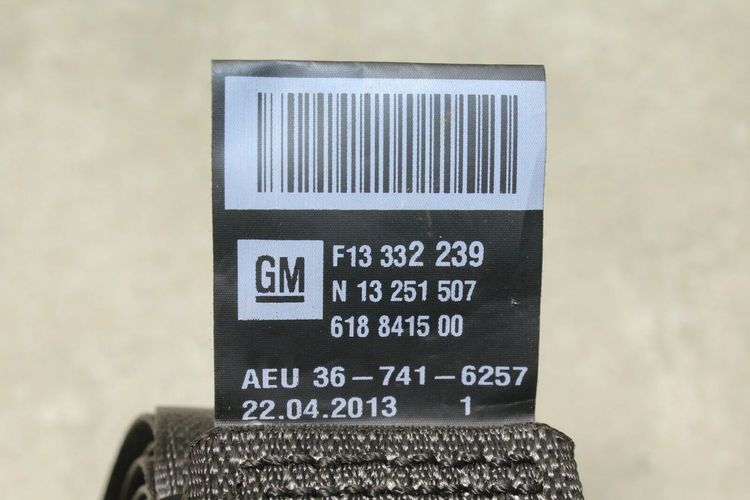 GM
F13 332 239
N 13 251 507
618 8415 00
AEU 36-741-6257
22.04.2013 1